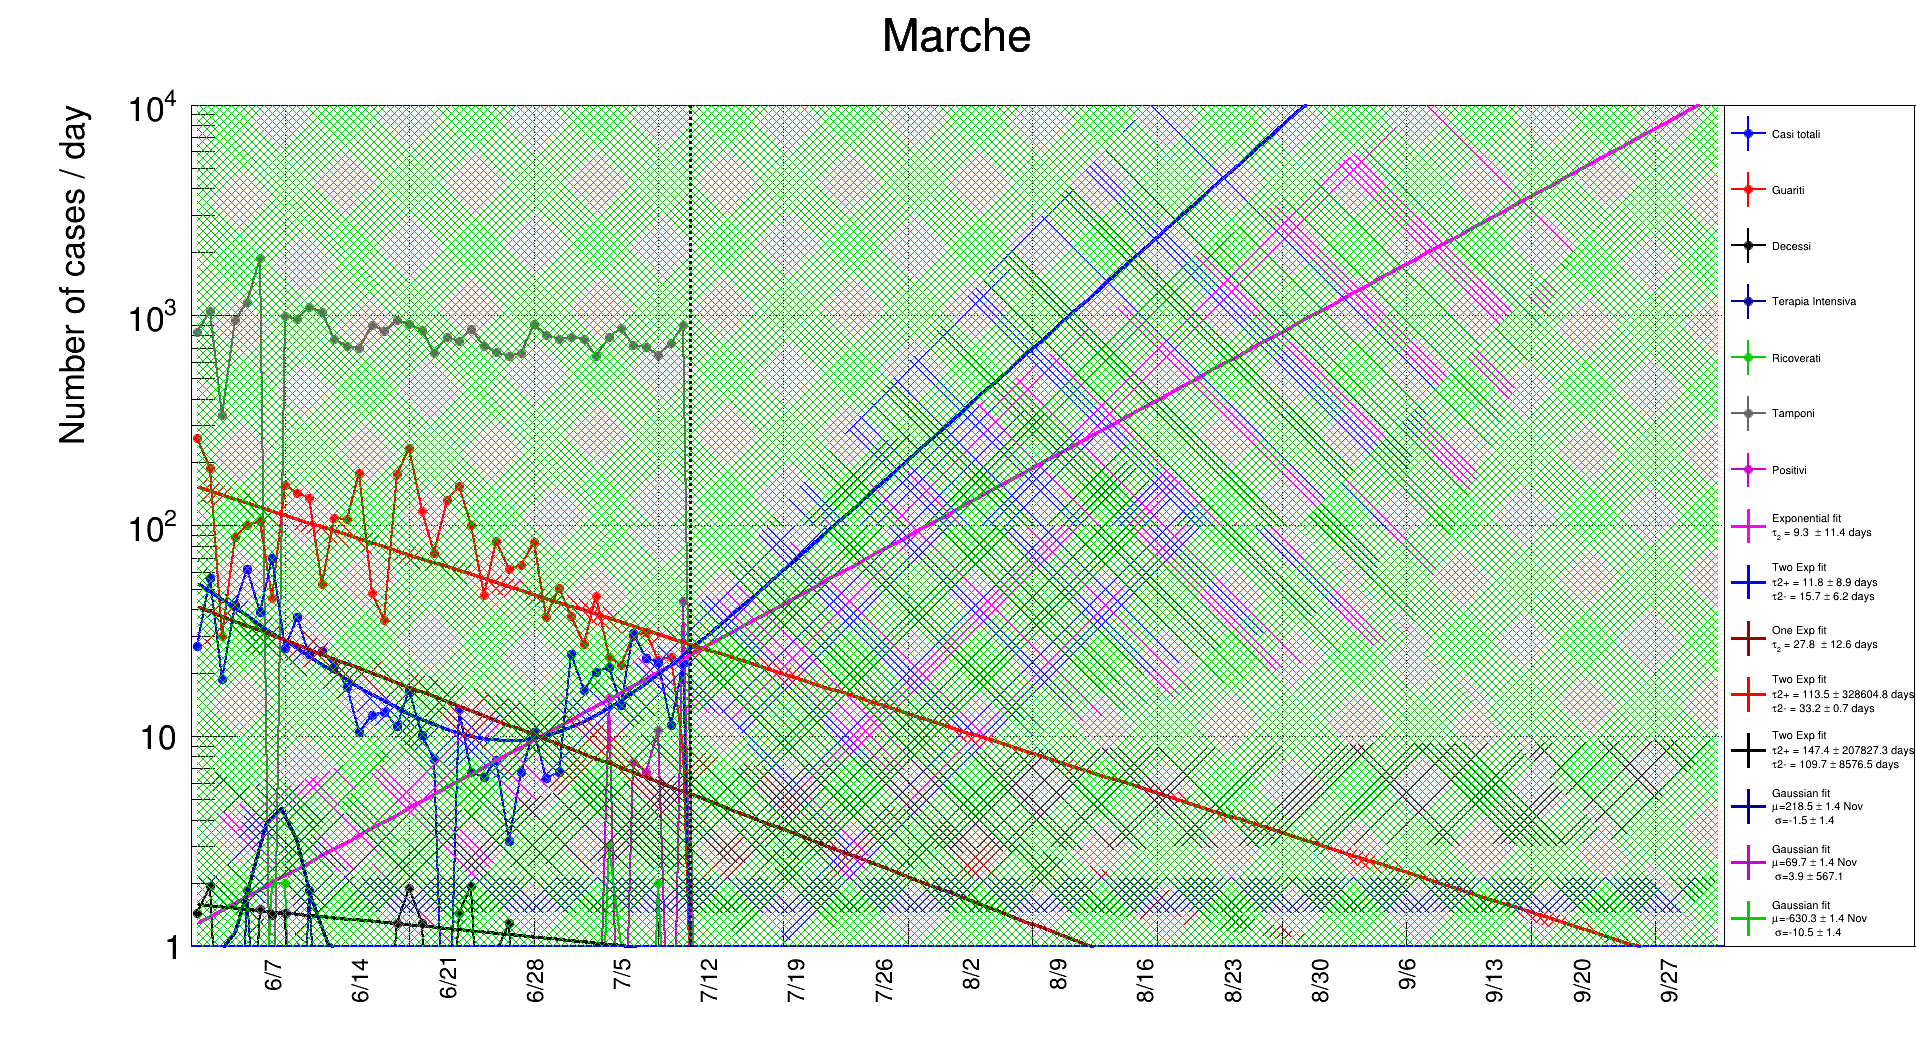 Marche
Number of cases / day
10^4
10^3
10^2
10
1
6/7
6/14
6/21
6/28
7/5
7/12
7/19
7/26
8/2
8/9
8/16
8/23
8/30
9/6
9/13
9/20
9/27
Casi totali
Guariti
Decessi
Terapia Intensiva
Ricoverati
Tamponi
Positivi
Exponential fit
τ2 = 9.3 ± 11.4 days
Two Exp fit
τ2+ = 11.8 ± 8.9 days
τ2- = 15.7 ± 6.2 days
One Exp fit
τ2 = 27.8 ± 12.6 days
Two Exp fit
τ2+ = 113.5 ± 328604.8 days
τ2- = 33.2 ± 0.7 days
Two Exp fit
τ2+ = 147.4 ± 207827.3 days
τ2- = 109.7 ± 8576.5 days
Gaussian fit
μ=218.5 ± 1.4 Nov
σ=-1.5 ± 1.4
Gaussian fit
μ=69.7 ± 1.4 Nov
σ=3.9 ± 567.1
Gaussian fit
μ=-630.3 ± 1.4 Nov
σ=-10.5 ± 1.4